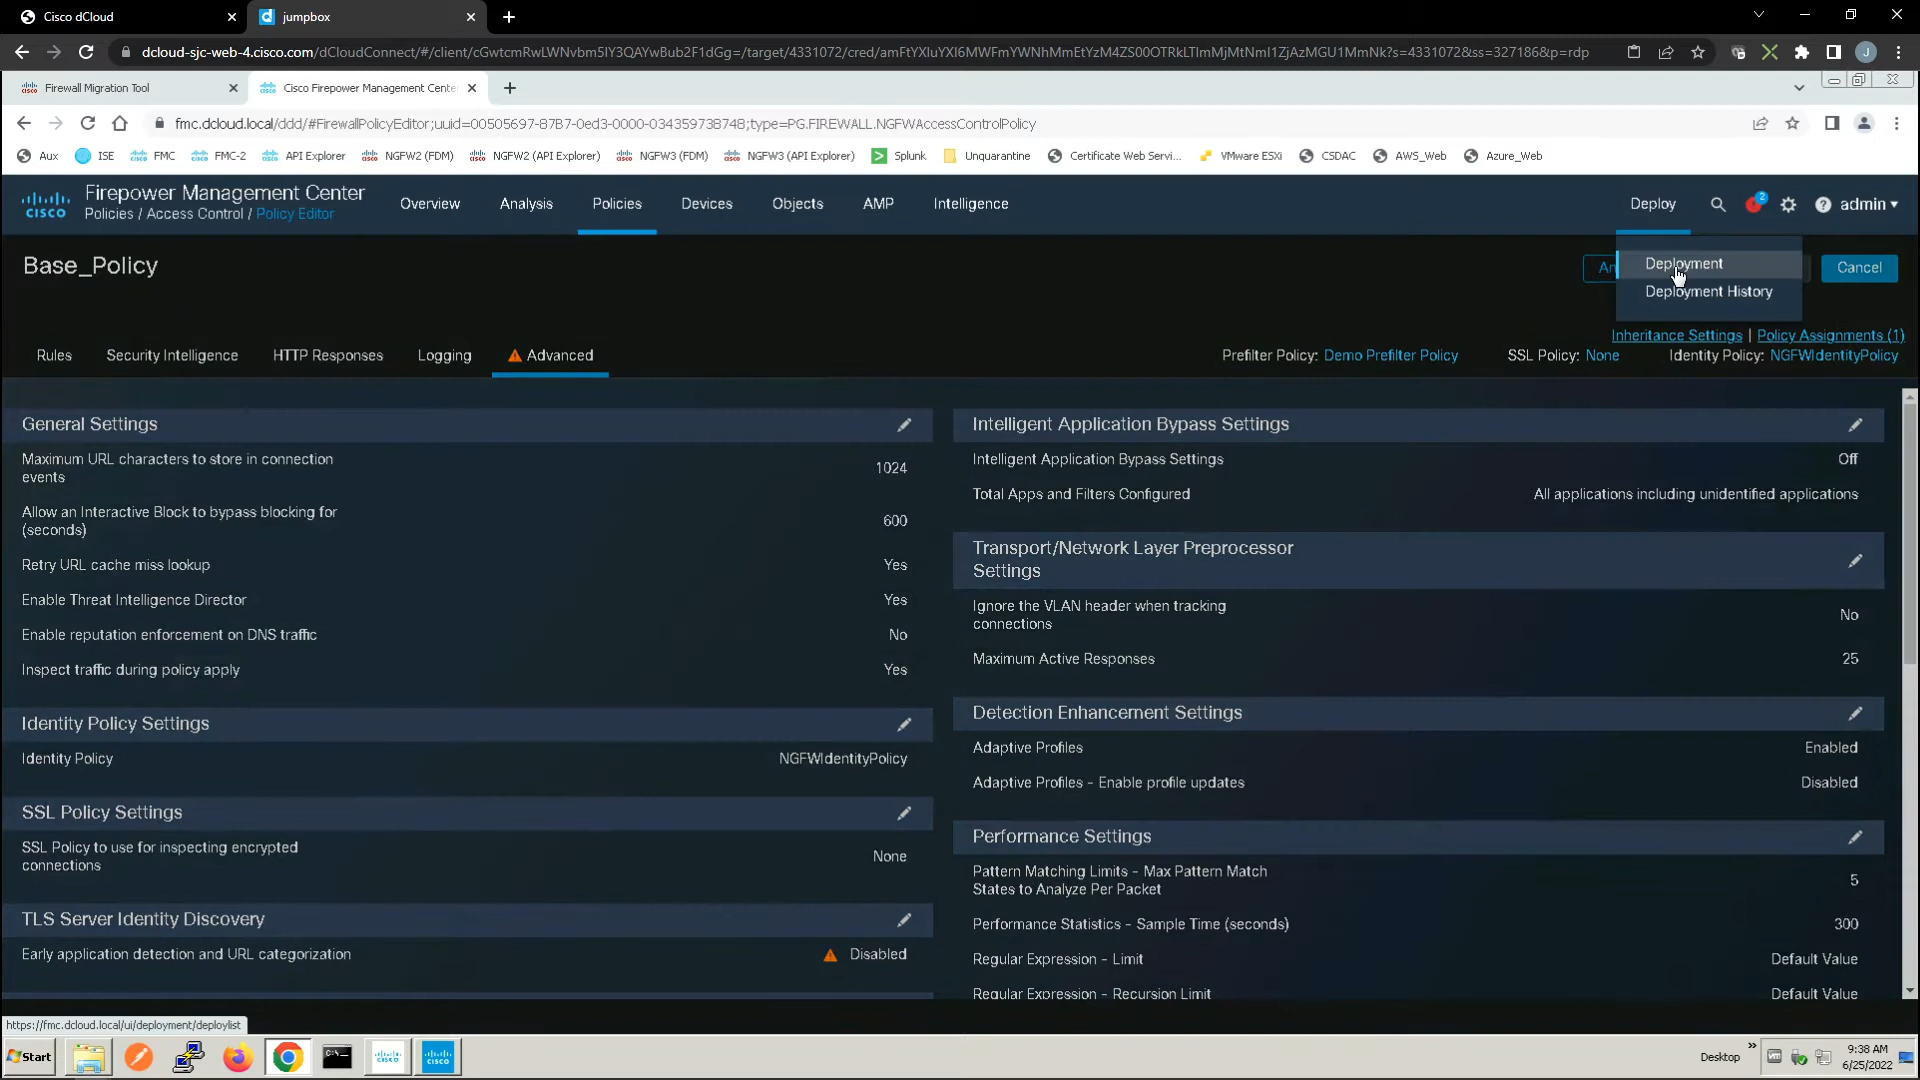 Cisco dCloud
jumpbox
dcloud-sjc-web-4.cisco.com/dCloudConnect/#/client/
=/target/4331072/cred/
?s=4331072&ss=327186&p=rdp
J
Firewall Migration Tool
Cisco Firepower Management Cente
fmc.dcloud.local/ddd/#FirewallPolicyEditor;uuid=00505697-87B7-0ed3-0000-034359738748;type=PG.FIREWALL.NGFWAccessControlPolicy
Aux ISE FMC FMC-2 API Explorer NGFW2 (FDM) NGFW2 (API Explorer) NGFW3 (FDM) NGFW3 (API Explorer) Splunk Unquarantine Certificate Web Servi... VMware ESXi CSDAC AWS_Web Azure_Web
CISCO
Firepower Management Center
Policies / Access Control / Policy Editor
Overview Analysis Policies Devices Objects AMP Intelligence
Deploy 2 ? admin
Base_Policy
An
Deployment
Deployment History
Cancel
Inheritance Settings | Policy Assignments (1)
Rules Security Intelligence HTTP Responses Logging Advanced
Prefilter Policy: Demo Prefilter Policy SSL Policy: None Identity Policy: NGFWIdentityPolicy
General Settings
Maximum URL characters to store in connection
events
1024
Allow an Interactive Block to bypass blocking for
(seconds)
600
Retry URL cache miss lookup Yes
Enable Threat Intelligence Director Yes
Enable reputation enforcement on DNS traffic No
Inspect traffic during policy apply Yes
Identity Policy Settings
Identity Policy NGFWIdentityPolicy
SSL Policy Settings
SSL Policy to use for inspecting encrypted
connections
None
TLS Server Identity Discovery
Early application detection and URL categorization Disabled
Intelligent Application Bypass Settings
Intelligent Application Bypass Settings Off
Total Apps and Filters Configured All applications including unidentified applications
Transport/Network Layer Preprocessor
Settings
Ignore the VLAN header when tracking
connections
No
Maximum Active Responses 25
Detection Enhancement Settings
Adaptive Profiles Enabled
Adaptive Profiles - Enable profile updates Disabled
Performance Settings
Pattern Matching Limits - Max Pattern Match
States to Analyze Per Packet
5
Performance Statistics - Sample Time (seconds) 300
Regular Expression - Limit Default Value
Regular Expression - Recursion Limit Default Value
https://fmc.dcloud.local/ui/deployment/deploylist
Start
Desktop »
9:38 AM
6/25/2022